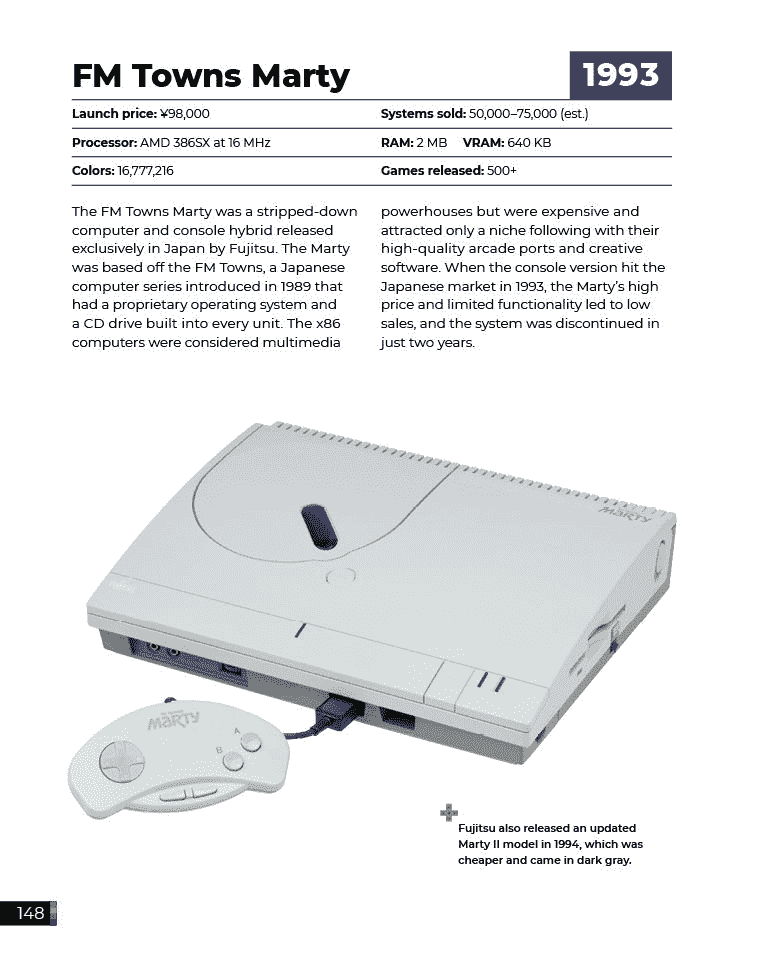 FM Towns Marty
1993
Launch price: ¥98,000
Systems sold: 50,000–75,000 (est.)
Processor: AMD 386SX at 16 MHz
RAM: 2 MB VRAM: 640 KB
Colors: 16,777,216
Games released: 500+
The FM Towns Marty was a stripped-down
computer and console hybrid released
exclusively in Japan by Fujitsu. The Marty
was based off the FM Towns, a Japanese
computer series introduced in 1989 that
had a proprietary operating system and
a CD drive built into every unit. The x86
computers were considered multimedia
powerhouses but were expensive and
attracted only a niche following with their
high-quality arcade ports and creative
software. When the console version hit the
Japanese market in 1993, the Marty’s high
price and limited functionality led to low
sales, and the system was discontinued in
just two years.
MARTY
MARTY
A
B
Fujitsu also released an updated
Marty II model in 1994, which was
cheaper and came in dark gray.
148